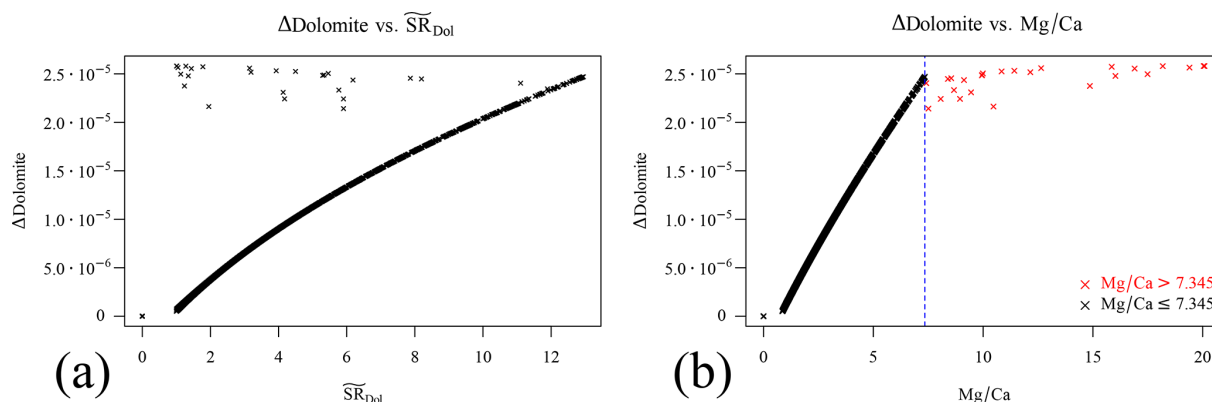 ΔDolomite vs. S͠R͠Dol
ΔDolomite
2.5 · 10⁻⁵
2.0 · 10⁻⁵
1.5 · 10⁻⁵
1.0 · 10⁻⁵
5.0 · 10⁻⁶
0
0 2 4 6 8 10 12
S͠R͠Dol
(a)
ΔDolomite vs. Mg/Ca
ΔDolomite
2.5 · 10⁻⁵
2.0 · 10⁻⁵
1.5 · 10⁻⁵
1.0 · 10⁻⁵
5.0 · 10⁻⁶
0
× Mg/Ca > 7.345
× Mg/Ca ≤ 7.345
0 5 10 15 20
Mg/Ca
(b)